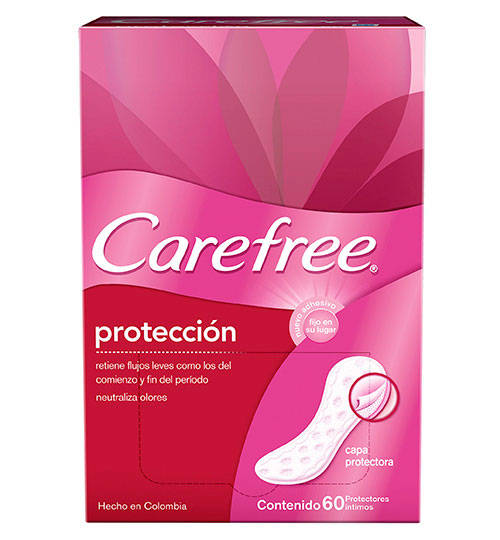 Carefree®
nuevo adhesivo
fijo en
su lugar
protección
retiene flujos leves como los del
comienzo y fin del período
neutraliza olores
capa
protectora
Hecho en Colombia
Contenido 60 Protectores
íntimos